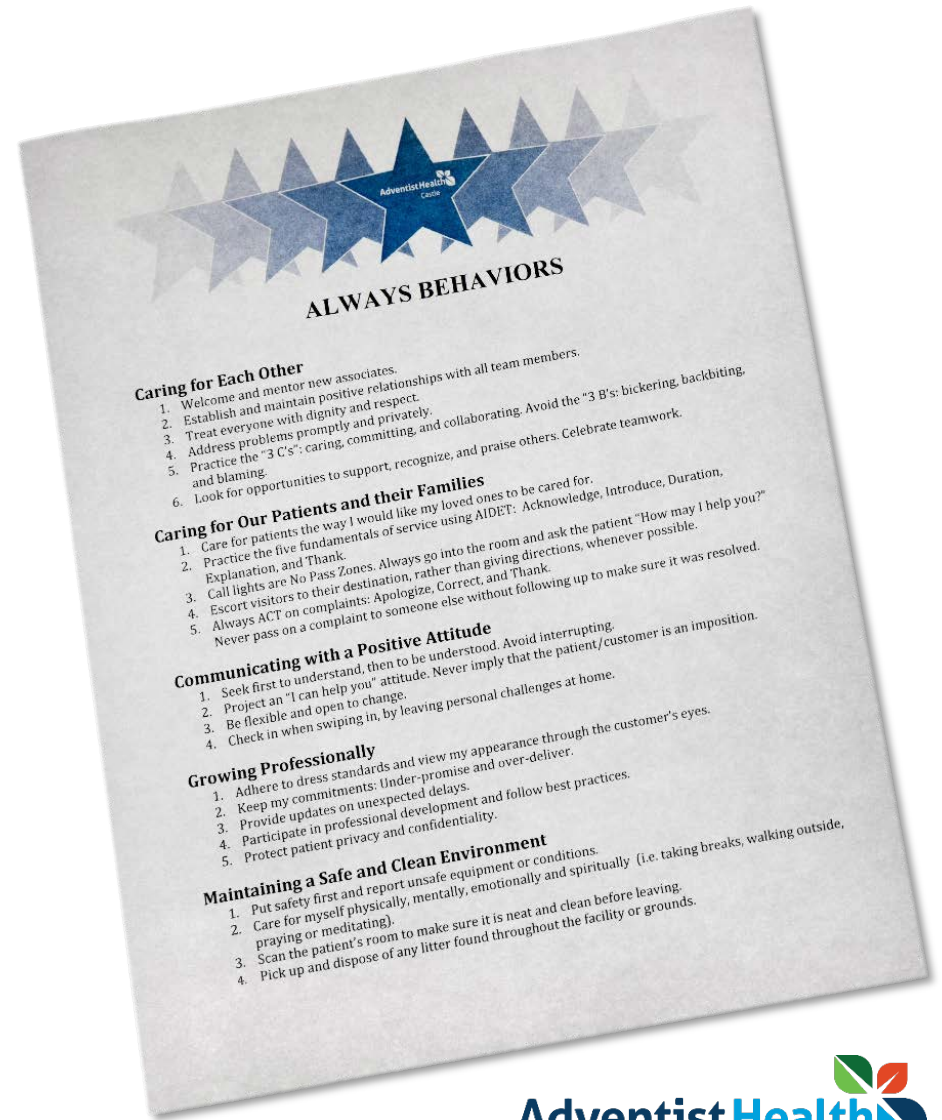 AdventistHealth
Castle
ALWAYS BEHAVIORS
Caring for Each Other
1. Welcome and mentor new associates.
2. Establish and maintain positive relationships with all team members.
3. Treat everyone with dignity and respect.
4. Address problems promptly and privately.
5. Practice the “3 C's”: caring, committing, and collaborating. Avoid the “3 B's: bickering, backbiting,
and blaming.
6. Look for opportunities to support, recognize, and praise others. Celebrate teamwork.
Caring for Our Patients and their Families
1. Care for patients the way I would like my loved ones to be cared for.
2. Practice the five fundamentals of service using AIDET: Acknowledge, Introduce, Duration,
Explanation, and Thank.
3. Call lights are No Pass Zones. Always go into the room and ask the patient “How may I help you?”
4. Escort visitors to their destination, rather than giving directions, whenever possible.
5. Always ACT on complaints: Apologize, Correct, and Thank.
Never pass on a complaint to someone else without following up to make sure it was resolved.
Communicating with a Positive Attitude
1. Seek first to understand, then to be understood. Avoid interrupting.
2. Project an “I can help you” attitude. Never imply that the patient/customer is an imposition.
3. Be flexible and open to change.
4. Check in when swiping in, by leaving personal challenges at home.
Growing Professionally
1. Adhere to dress standards and view my appearance through the customer's eyes.
2. Keep my commitments: Under-promise and over-deliver.
3. Provide updates on unexpected delays.
4. Participate in professional development and follow best practices.
5. Protect patient privacy and confidentiality.
Maintaining a Safe and Clean Environment
1. Put safety first and report unsafe equipment or conditions.
2. Care for myself physically, mentally, emotionally and spiritually (i.e. taking breaks, walking outside,
praying or meditating).
3. Scan the patient's room to make sure it is neat and clean before leaving.
4. Pick up and dispose of any litter found throughout the facility or grounds.
Adventist Health